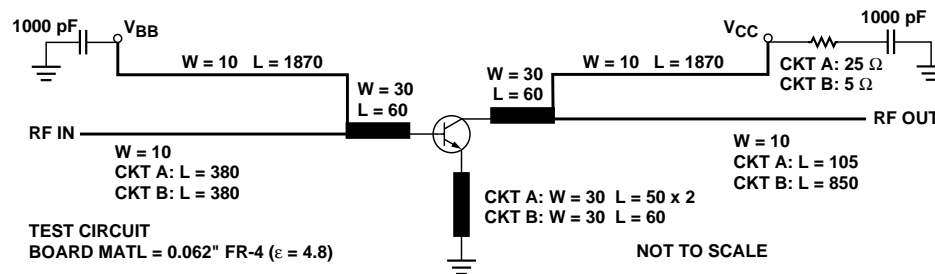 1000 pF
VBB
W = 10 L = 1870
W = 30
L = 60
RF IN
W = 10
CKT A: L = 380
CKT B: L = 380
TEST CIRCUIT
BOARD MATL = 0.062" FR-4 (ε = 4.8)
W = 30
L = 60
W = 10 L = 1870
VCC
1000 pF
CKT A: 25 Ω
CKT B: 5 Ω
RF OUT
W = 10
CKT A: L = 105
CKT B: L = 850
CKT A: W = 30 L = 50 x 2
CKT B: W = 30 L = 60
NOT TO SCALE